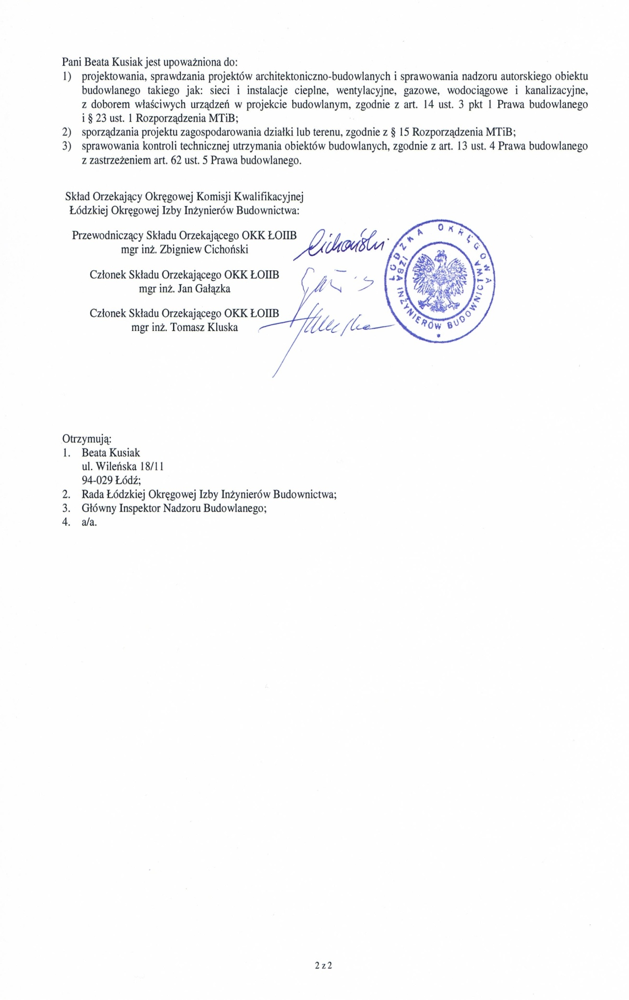 Pani Beata Kusiak jest upoważniona do:
1) projektowania, sprawdzania projektów architektoniczno-budowlanych i sprawowania nadzoru autorskiego obiektu
budowlanego takiego jak: sieci i instalacje cieplne, wentylacyjne, gazowe, wodociągowe i kanalizacyjne,
z doborem właściwych urządzeń w projekcie budowlanym, zgodnie z art. 14 ust. 3 pkt 1 Prawa budowlanego
i § 23 ust. 1 Rozporządzenia MTiB;
2) sporządzania projektu zagospodarowania działki lub terenu, zgodnie z § 15 Rozporządzenia MTiB;
3) sprawowania kontroli technicznej utrzymania obiektów budowlanych, zgodnie z art. 13 ust. 4 Prawa budowlanego
z zastrzeżeniem art. 62 ust. 5 Prawa budowlanego.
Skład Orzekający Okręgowej Komisji Kwalifikacyjnej
Łódzkiej Okręgowej Izby Inżynierów Budownictwa:
Przewodniczący Składu Orzekającego OKK ŁOIIB
mgr inż. Zbigniew Cichoński
Cichoński
Członek Składu Orzekającego OKK ŁOIIB
mgr inż. Jan Gałązka
Członek Składu Orzekającego OKK ŁOIIB
mgr inż. Tomasz Kluska
ŁÓDZKA OKRĘGOWA
IZBA INŻYNIERÓW BUDOWNICTWA
*
Otrzymują:
1. Beata Kusiak
ul. Wileńska 18/11
94-029 Łódź;
2. Rada Łódzkiej Okręgowej Izby Inżynierów Budownictwa;
3. Główny Inspektor Nadzoru Budowlanego;
4. a/a.
2 z 2